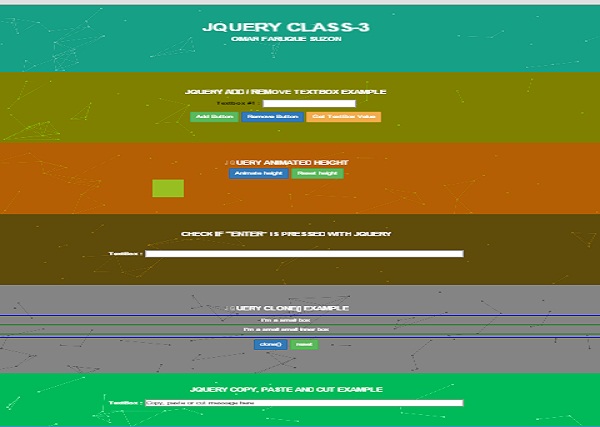 JQUERY CLASS-3
OMAR FARUQUE SUZON
JQUERY ADD / REMOVE TEXTBOX EXAMPLE
Textbox #1 :
Add Button Remove Button Get TextBox Value
JQUERY ANIMATED HEIGHT
Animate height Reset height
CHECK IF "ENTER" IS PRESSED WITH JQUERY
TextBox :
JQUERY CLONE() EXAMPLE
I'm a small box
I'm a small small inner box
clone() reset
JQUERY COPY, PASTE AND CUT EXAMPLE
TextBox : Copy, paste or cut message here